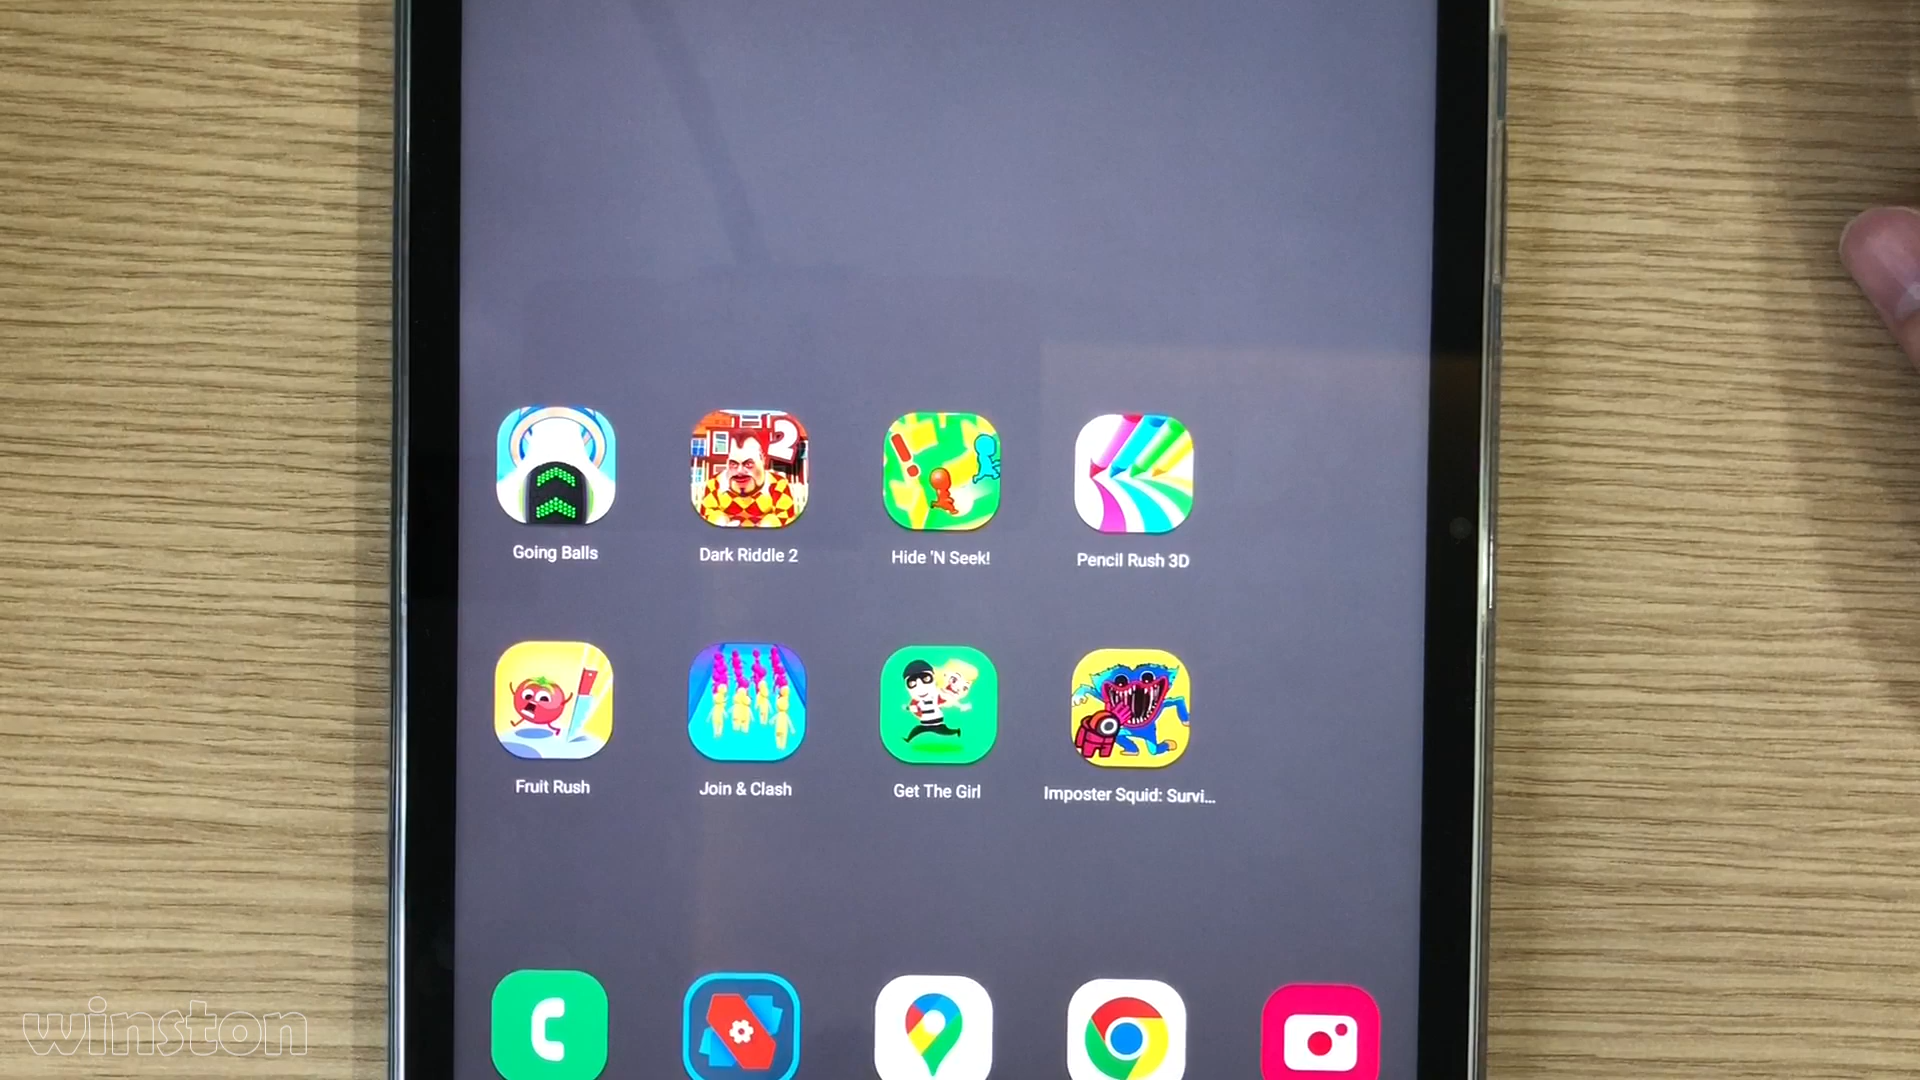 2
Going Balls
Dark Riddle 2
Hide 'N Seek!
Pencil Rush 3D
Fruit Rush
Join & Clash
Get The Girl
Imposter Squid: Survi...
winston